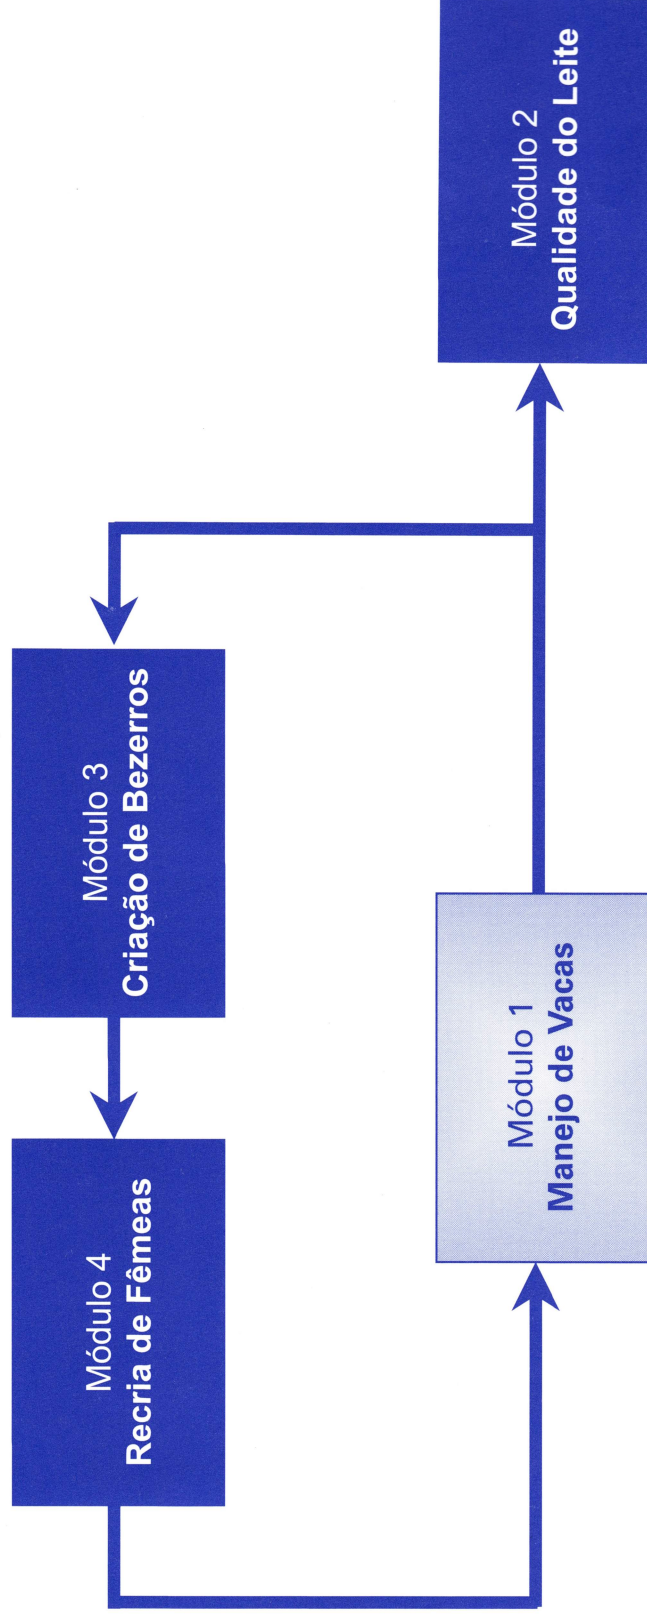 Módulo 4
Recria de Fêmeas
Módulo 3
Criação de Bezerros
Módulo 1
Manejo de Vacas
Módulo 2
Qualidade do Leite